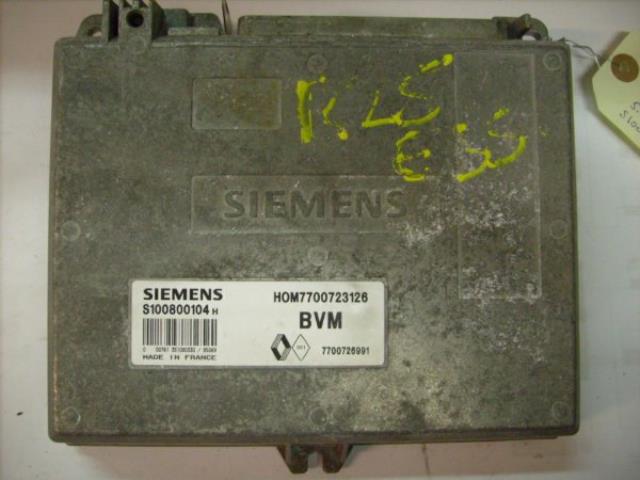 SIEMENS
SIEMENS
S100800104 H
HOM7700723126
BVM
7700726991
MADE IN FRANCE